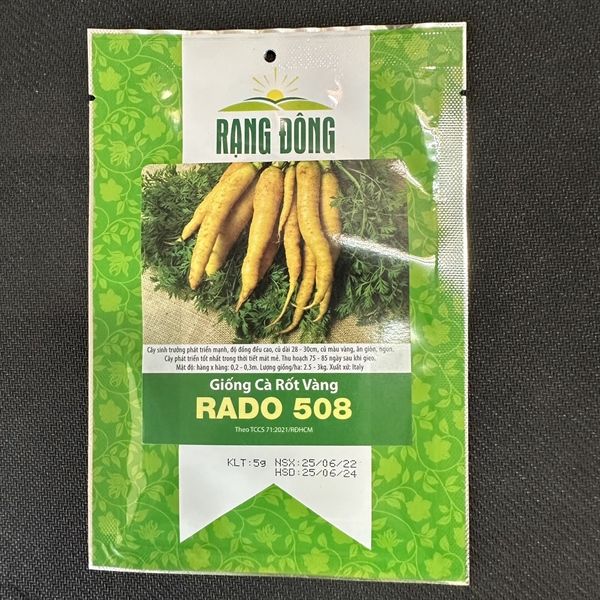 RẠNG ĐÔNG
Cây sinh trưởng phát triển mạnh, độ đồng đều cao, củ dài 28 - 30cm, củ màu vàng, ăn giòn, ngon.
Cây phát triển tốt nhất trong thời tiết mát mẻ. Thu hoạch 75 - 85 ngày sau khi gieo.
Mật độ: hàng x hàng: 0,2 - 0,3m. Lượng giống/ha: 2.5 - 3kg. Xuất xứ: Italy
Giống Cà Rốt Vàng
RADO 508
Theo TCCS 71:2021/RĐHCM
KLT:5g NSX:25/06/22
HSD:25/06/24